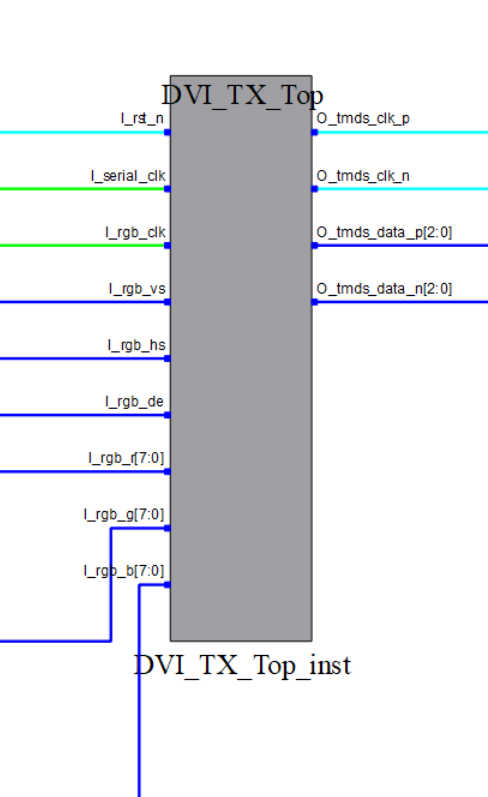 DVI_TX_Top
I_rst_n
O_tmds_clk_p
I_serial_clk
O_tmds_clk_n
I_rgb_clk
O_tmds_data_p[2:0]
I_rgb_vs
O_tmds_data_n[2:0]
I_rgb_hs
I_rgb_de
I_rgb_r[7:0]
I_rgb_g[7:0]
I_rgb_b[7:0]
DVI_TX_Top_inst